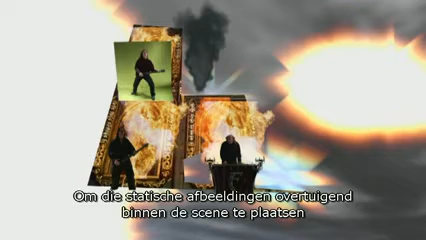 Om die statische afbeeldingen overtuigend
binnen de scene te plaatsen